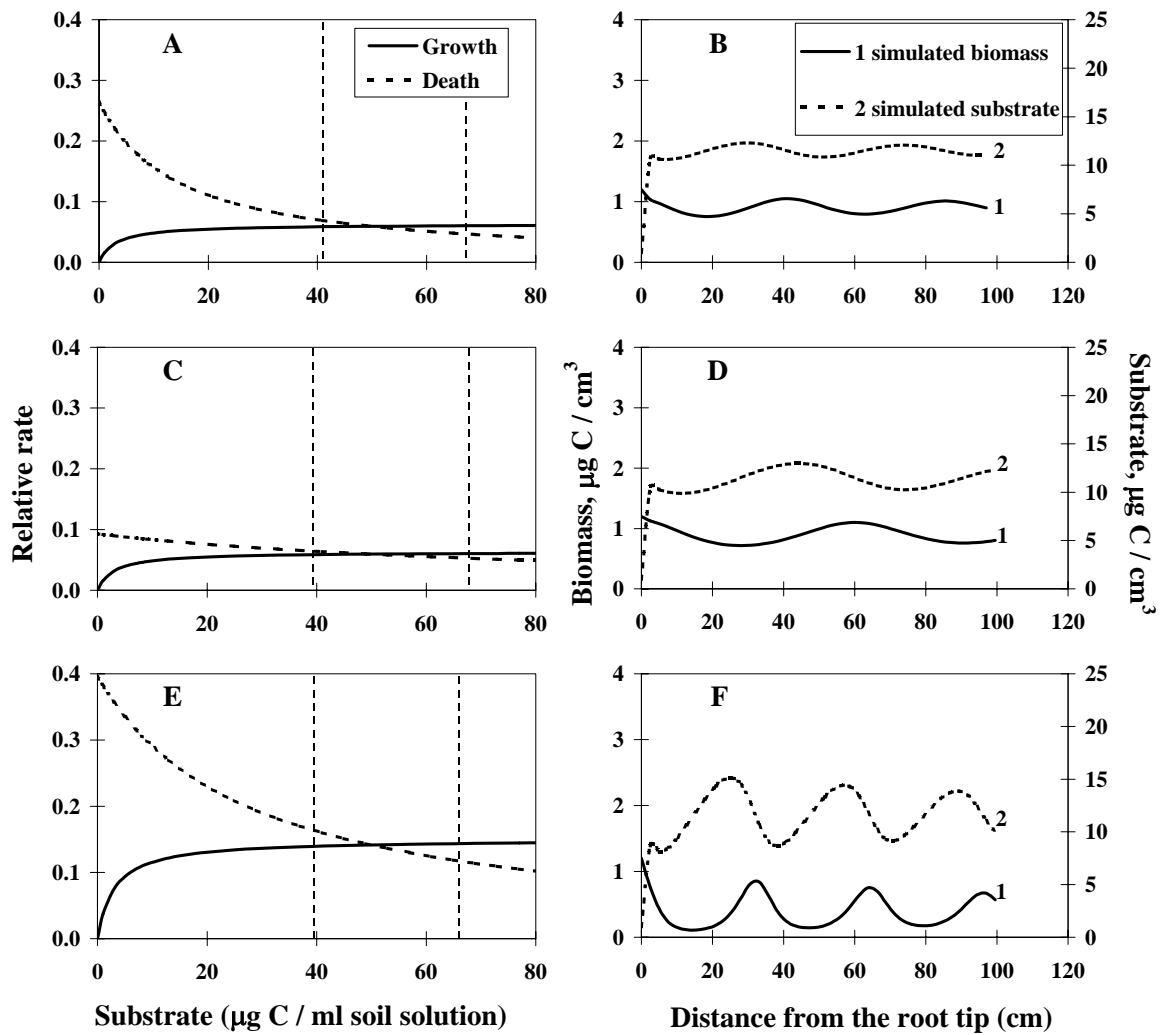 A
Growth
Death
0.4
0.3
0.2
0.1
0.0
0 20 40 60 80
B
1 simulated biomass
2 simulated substrate
4
3
2
1
0
25
20
15
10
5
0
2
1
0 20 40 60 80 100 120
C
0.4
0.3
0.2
0.1
0.0
0 20 40 60 80
D
4
3
2
1
0
25
20
15
10
5
0
2
1
0 20 40 60 80 100 120
E
0.4
0.3
0.2
0.1
0.0
0 20 40 60 80
F
4
3
2
1
0
25
20
15
10
5
0
2
1
0 20 40 60 80 100 120
Relative rate
Biomass, μg C / cm³
Substrate, μg C / cm³
Substrate (μg C / ml soil solution)
Distance from the root tip (cm)